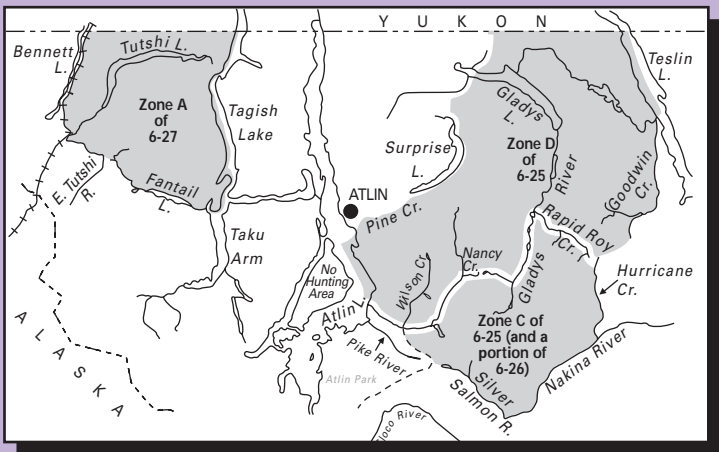 Y U K O N
Bennett
L.
Tutshi L.
Teslin
L.
Zone A
of
6-27
Tagish
Lake
Gladys
L.
Surprise
L.
Zone D
of
6-25
River
Goodwin
Cr.
E. Tutshi
R.
Fantail
L.
ATLIN
Pine Cr.
Rapid Roy
Cr.
Taku
Arm
No
Hunting
Area
Wilson Cr.
Nancy
Cr.
Gladys
Hurricane
Cr.
Atlin L.
Zone C of
6-25 (and a
portion of
6-26)
Pike River
Nakina River
ALASKA
Atlin Park
Silver
Salmon R.
River